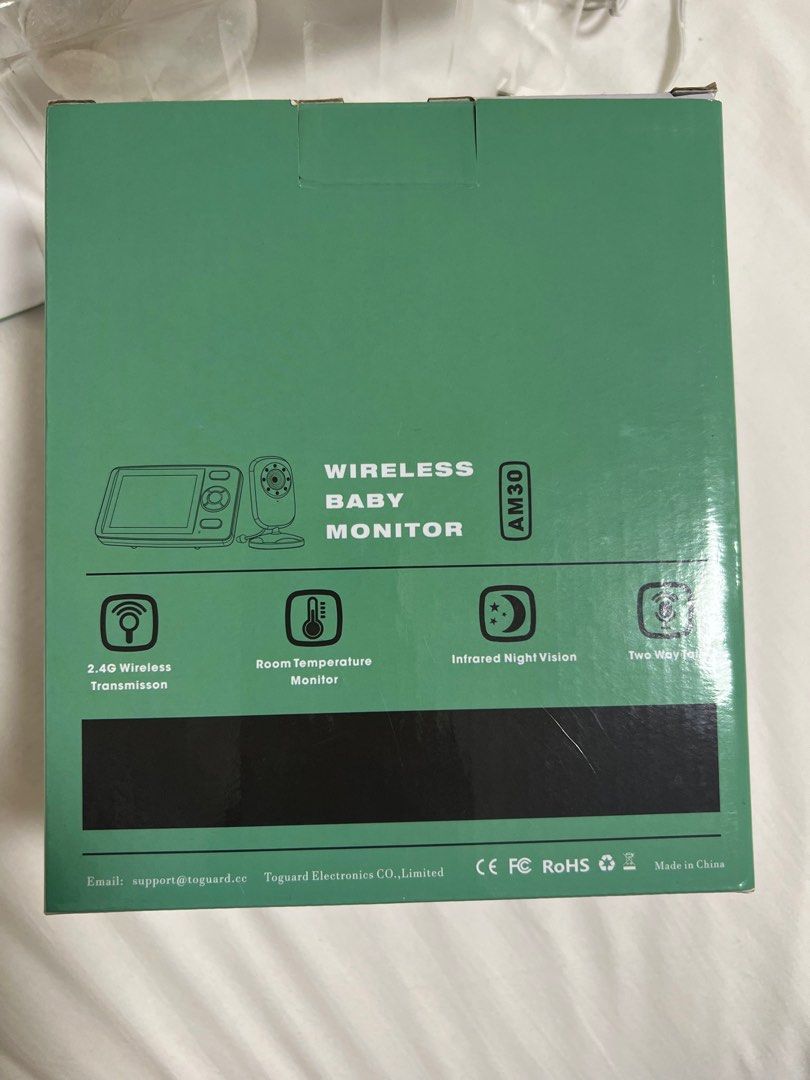 WIRELESS
BABY
MONITOR
AM30
2.4G Wireless
Transmisson
Room Temperature
Monitor
Infrared Night Vision
Two Way Talk
Email: support@toguard.cc
Toguard Electronics CO.,Limited
CE FC RoHS
Made in China